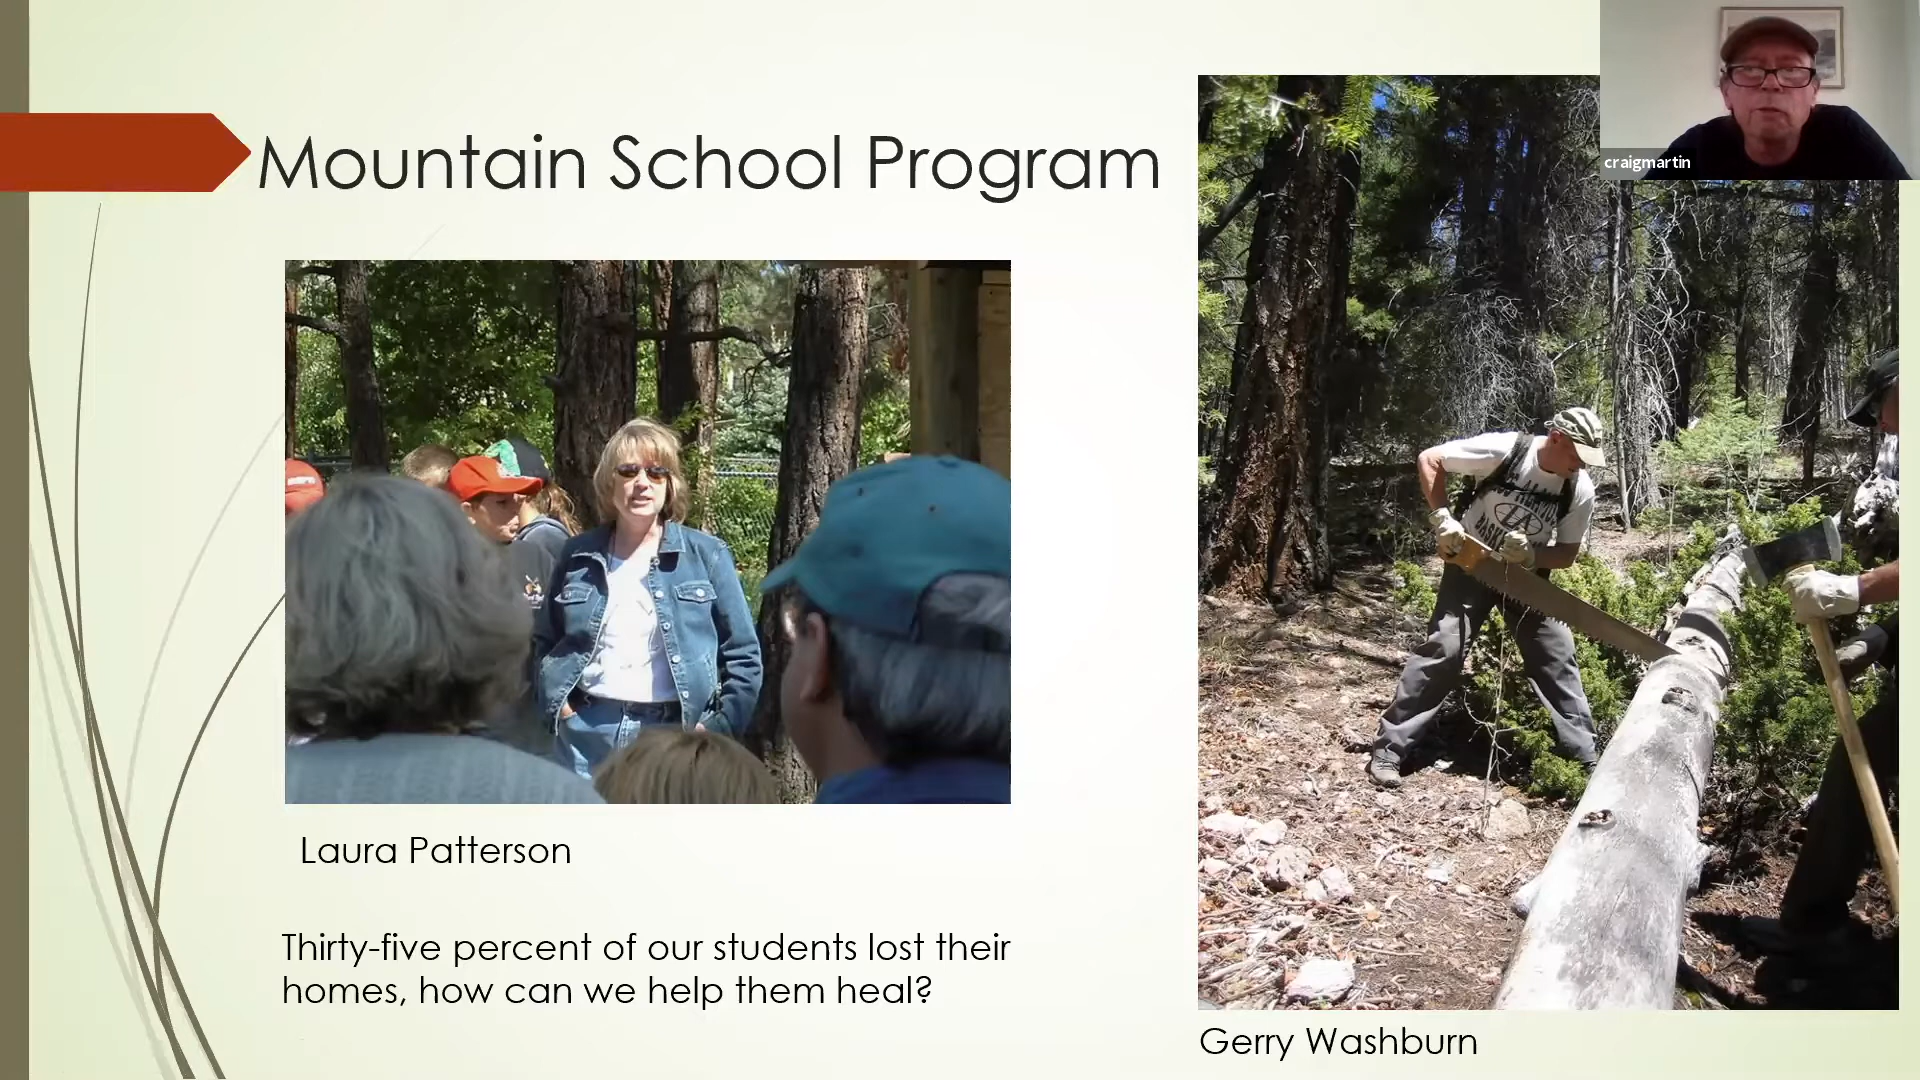 Mountain School Program
craigmartin
Laura Patterson
Thirty-five percent of our students lost their
homes, how can we help them heal?
Gerry Washburn